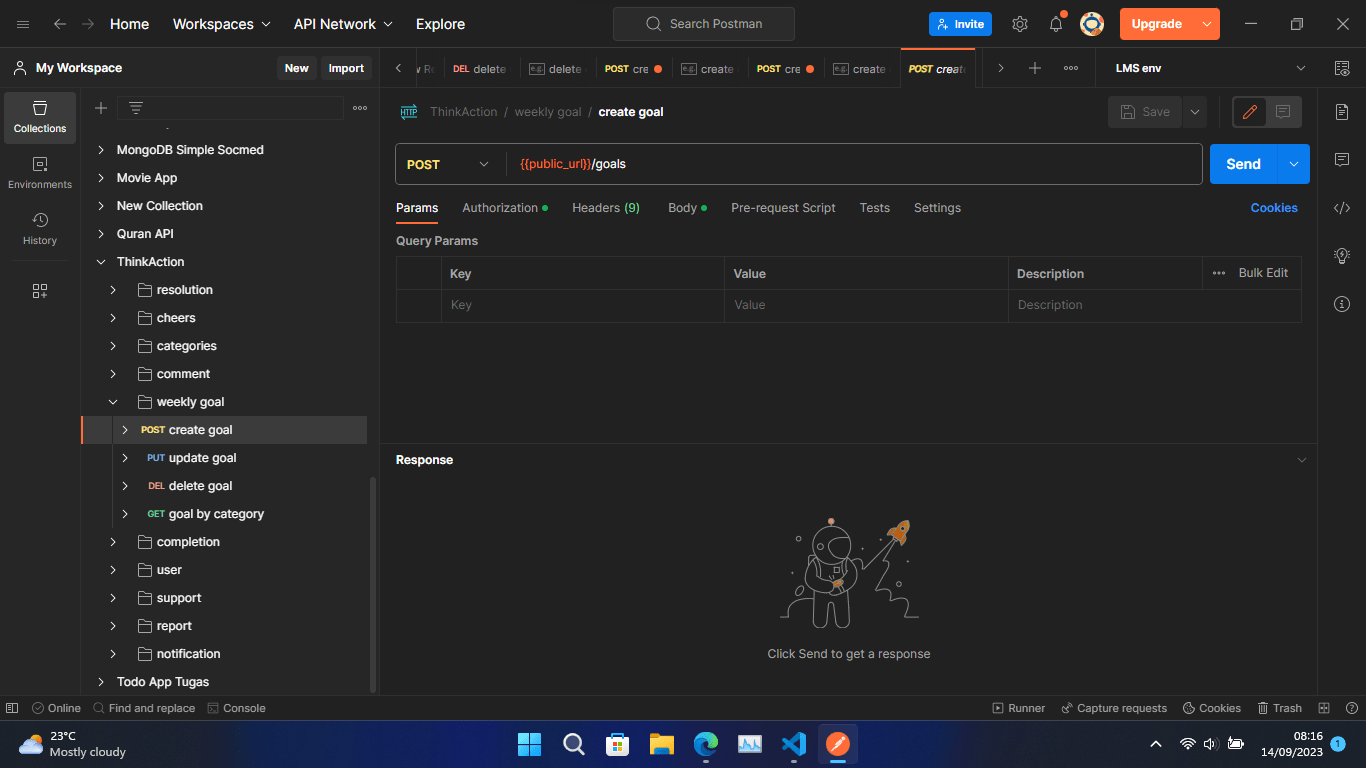 Home
Workspaces
API Network
Explore
Search Postman
Invite
Upgrade
My Workspace
New
Import
DEL delete
e.g. delete
POST cre
e.g. create
POST cre
e.g. create
POST create
LMS env
Collections
Environments
History
MongoDB Simple Socmed
Movie App
New Collection
Quran API
ThinkAction
resolution
cheers
categories
comment
weekly goal
POST create goal
PUT update goal
DEL delete goal
GET goal by category
completion
user
support
report
notification
Todo App Tugas
HTTP
ThinkAction / weekly goal / create goal
Save
POST
{{public_url}}/goals
Send
Params
Authorization
Headers (9)
Body
Pre-request Script
Tests
Settings
Cookies
Query Params
Key Value Description
Bulk Edit
Key Value Description
Response
Click Send to get a response
Online
Find and replace
Console
Runner
Capture requests
Cookies
Trash
23°C
Mostly cloudy
08:16
14/09/2023
1